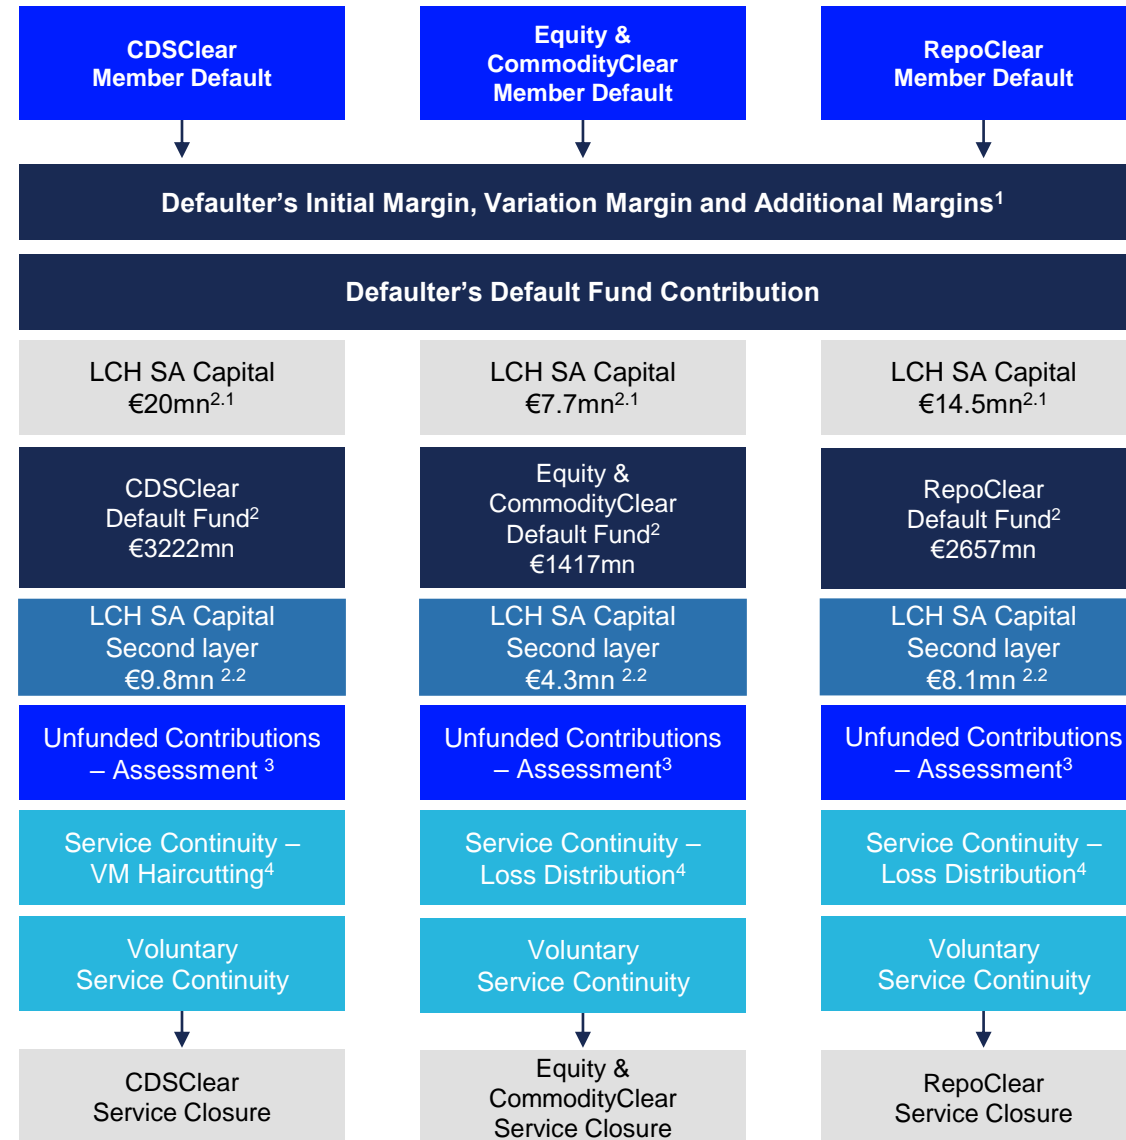 CDSClear
Member Default
Equity &
CommodityClear
Member Default
RepoClear
Member Default
Defaulter’s Initial Margin, Variation Margin and Additional Margins1
Defaulter’s Default Fund Contribution
LCH SA Capital
€20mn2.1
LCH SA Capital
€7.7mn2.1
LCH SA Capital
€14.5mn2.1
CDSClear
Default Fund2
€3222mn
Equity &
CommodityClear
Default Fund2
€1417mn
RepoClear
Default Fund2
€2657mn
LCH SA Capital
Second layer
€9.8mn 2.2
LCH SA Capital
Second layer
€4.3mn 2.2
LCH SA Capital
Second layer
€8.1mn 2.2
Unfunded Contributions
– Assessment 3
Unfunded Contributions
– Assessment3
Unfunded Contributions
– Assessment3
Service Continuity –
VM Haircutting4
Service Continuity –
Loss Distribution4
Service Continuity –
Loss Distribution4
Voluntary
Service Continuity
Voluntary
Service Continuity
Voluntary
Service Continuity
CDSClear
Service Closure
Equity &
CommodityClear
Service Closure
RepoClear
Service Closure